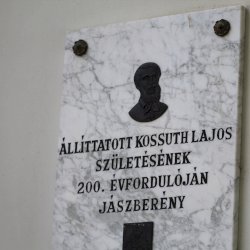 ÁLLÍTTATOTT KOSSUTH LAJOS
SZÜLETÉSÉNEK
200. ÉVFORDULÓJÁN
JÁSZBERÉNY